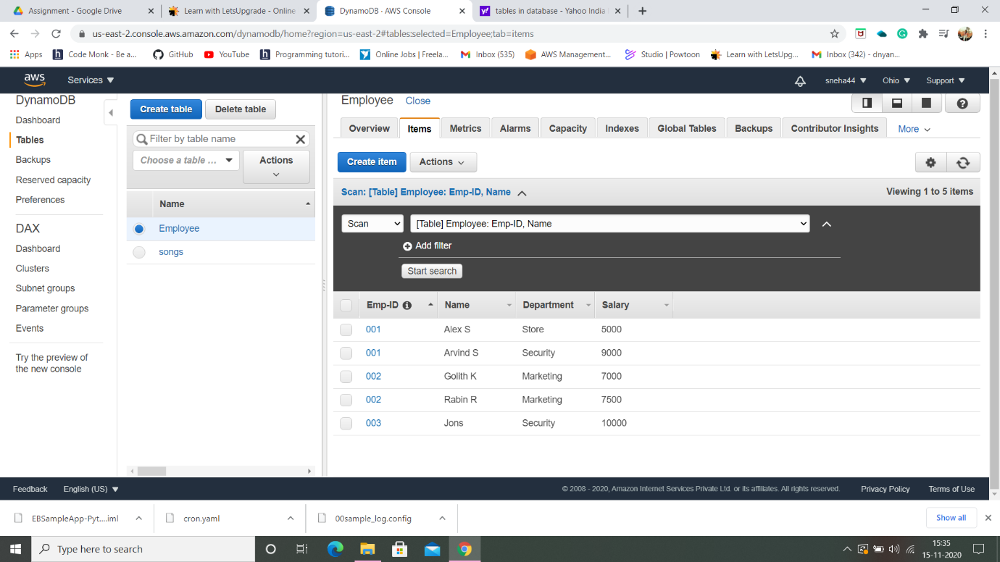 Assignment - Google Drive
Learn with LetsUpgrade - Online
DynamoDB - AWS Console
tables in database - Yahoo India
us-east-2.console.aws.amazon.com/dynamodb/home?region=us-east-2#tables:selected=Employee;tab=items
Apps
Code Monk - Be a...
GitHub
YouTube
Programming tutori...
Online Jobs | Freela...
Inbox (535)
AWS Management...
Studio | Powtoon
Learn with LetsUpg...
Inbox (342) - dnyan...
aws
Services
sneha44
Ohio
Support
DynamoDB
Dashboard
Tables
Backups
Reserved capacity
Preferences
DAX
Dashboard
Clusters
Subnet groups
Parameter groups
Events
Try the preview of
the new console
Create table
Delete table
Filter by table name
Choose a table ...
Actions
Name
Employee
songs
Employee Close
Overview Items Metrics Alarms Capacity Indexes Global Tables Backups Contributor Insights More
Create item
Actions
Scan: [Table] Employee: Emp-ID, Name
Viewing 1 to 5 items
Scan
[Table] Employee: Emp-ID, Name
Add filter
Start search
Emp-ID Name Department Salary
001 Alex S Store 5000
001 Arvind S Security 9000
002 Golith K Marketing 7000
002 Rabin R Marketing 7500
003 Jons Security 10000
Feedback
English (US)
© 2008 - 2020, Amazon Internet Services Private Ltd. or its affiliates. All rights reserved.
Privacy Policy
Terms of Use
EBSampleApp-Pyt....iml
cron.yaml
00sample_log.config
Show all
Type here to search
15:35
15-11-2020